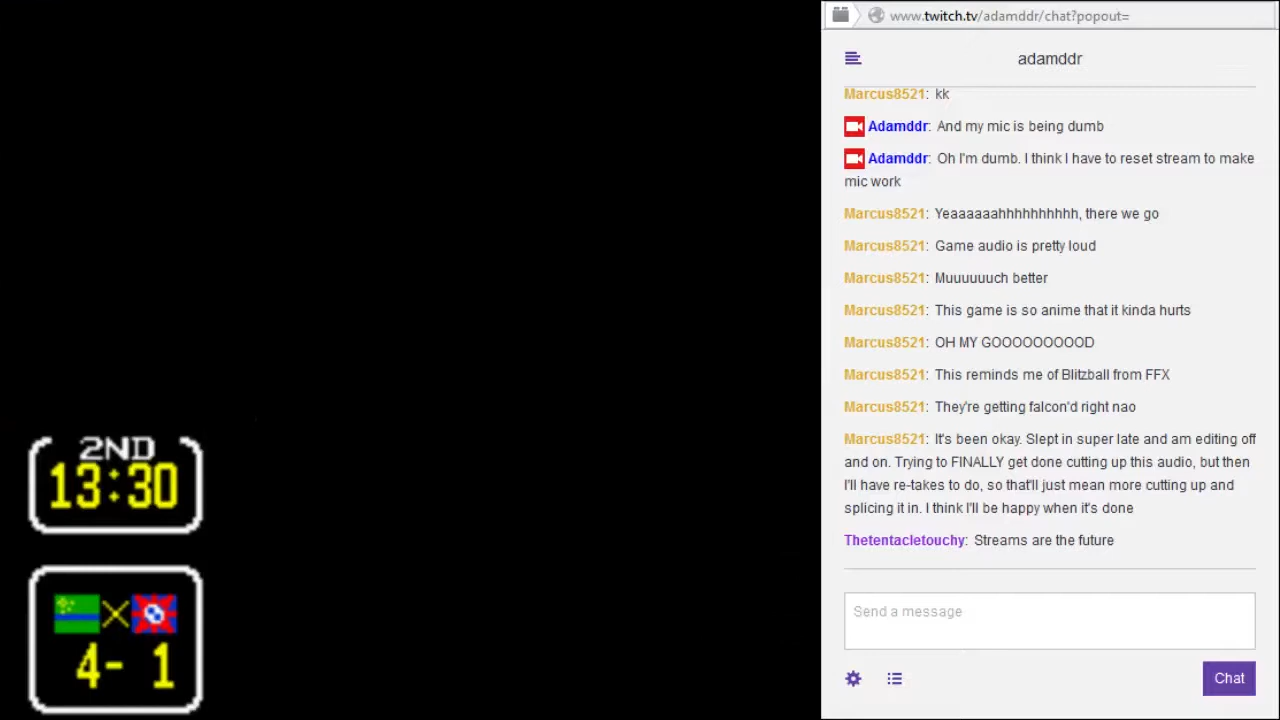 2ND
13:30
4- 1
www.twitch.tv/adamddr/chat?popout=
adamddr
Marcus8521: kk
Adamddr: And my mic is being dumb
Adamddr: Oh I'm dumb. I think I have to reset stream to make
mic work
Marcus8521: Yeaaaaaahhhhhhhhhh, there we go
Marcus8521: Game audio is pretty loud
Marcus8521: Muuuuuuch better
Marcus8521: This game is so anime that it kinda hurts
Marcus8521: OH MY GOOOOOOOOOD
Marcus8521: This reminds me of Blitzball from FFX
Marcus8521: They're getting falcon'd right nao
Marcus8521: It's been okay. Slept in super late and am editing off
and on. Trying to FINALLY get done cutting up this audio, but then
I'll have re-takes to do, so that'll just mean more cutting up and
splicing it in. I think I'll be happy when it's done
Thetentacletouchy: Streams are the future
Send a message
Chat